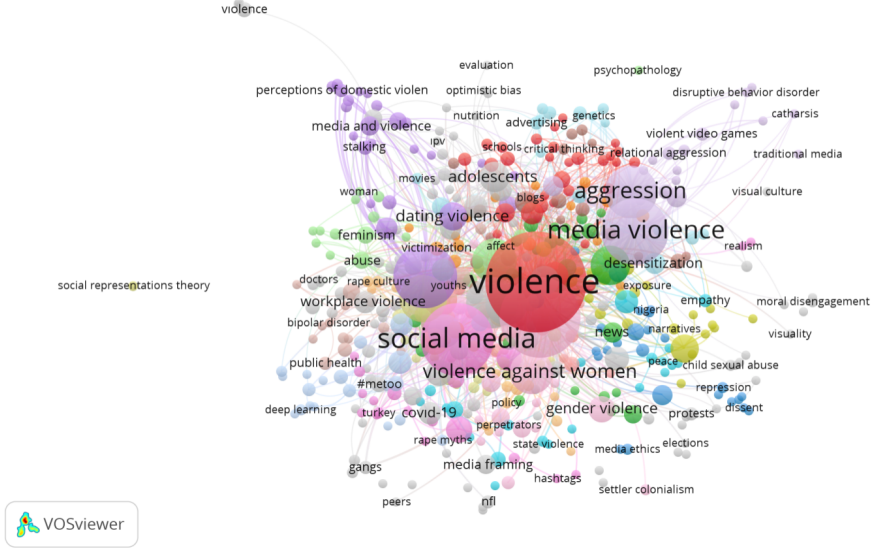 violence
evaluation
psychopathology
perceptions of domestic violen
optimistic bias
disruptive behavior disorder
nutrition
advertising
genetics
catharsis
media and violence
violent video games
stalking
ipv
schools
critical thinking
relational aggression
traditional media
movies
adolescents
woman
blogs
aggression
visual culture
dating violence
media violence
feminism
victimization
affect
realism
abuse
desensitization
doctors
rape culture
youths
violence
exposure
social representations theory
workplace violence
nigeria
empathy
moral disengagement
bipolar disorder
social media
news
narratives
visuality
public health
violence against women
peace
child sexual abuse
#metoo
repression
deep learning
turkey
covid-19
policy
gender violence
protests
dissent
perpetrators
rape myths
state violence
media ethics
elections
gangs
media framing
hashtags
settler colonialism
peers
nfl
VOSviewer